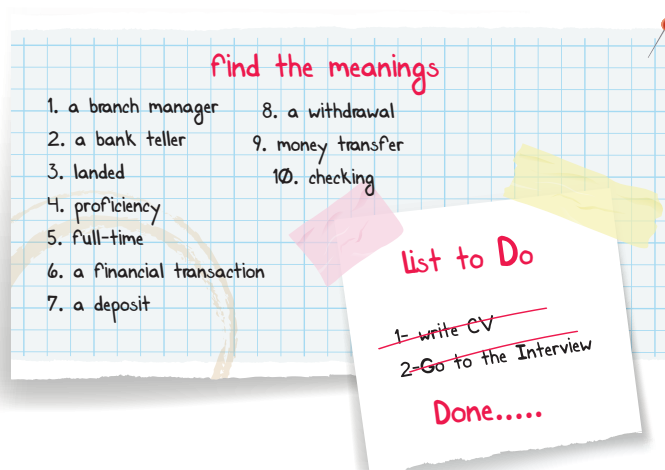 find the meanings
1. a branch manager
2. a bank teller
3. landed
4. proficiency
5. full-time
6. a financial transaction
7. a deposit
8. a withdrawal
9. money transfer
10. checking
List to Do
1- write CV
2-Go to the Interview
Done.....